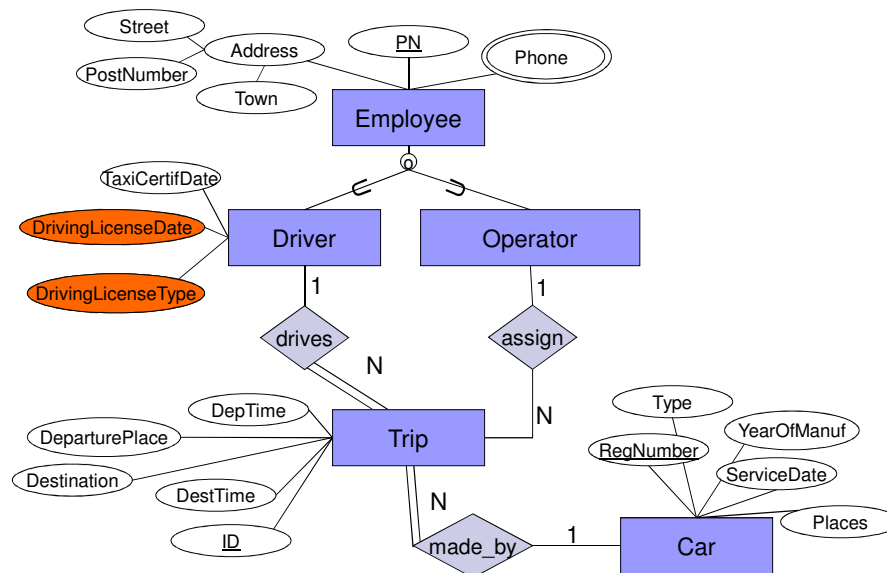 Street
Address
PN
Phone
PostNumber
Town
Employee
o
TaxiCertifDate
DrivingLicenseDate
Driver
Operator
DrivingLicenseType
1
1
drives
assign
N
N
DepTime
Type
DeparturePlace
Trip
YearOfManuf
RegNumber
Destination
ServiceDate
DestTime
N
Places
ID
made_by
1
Car